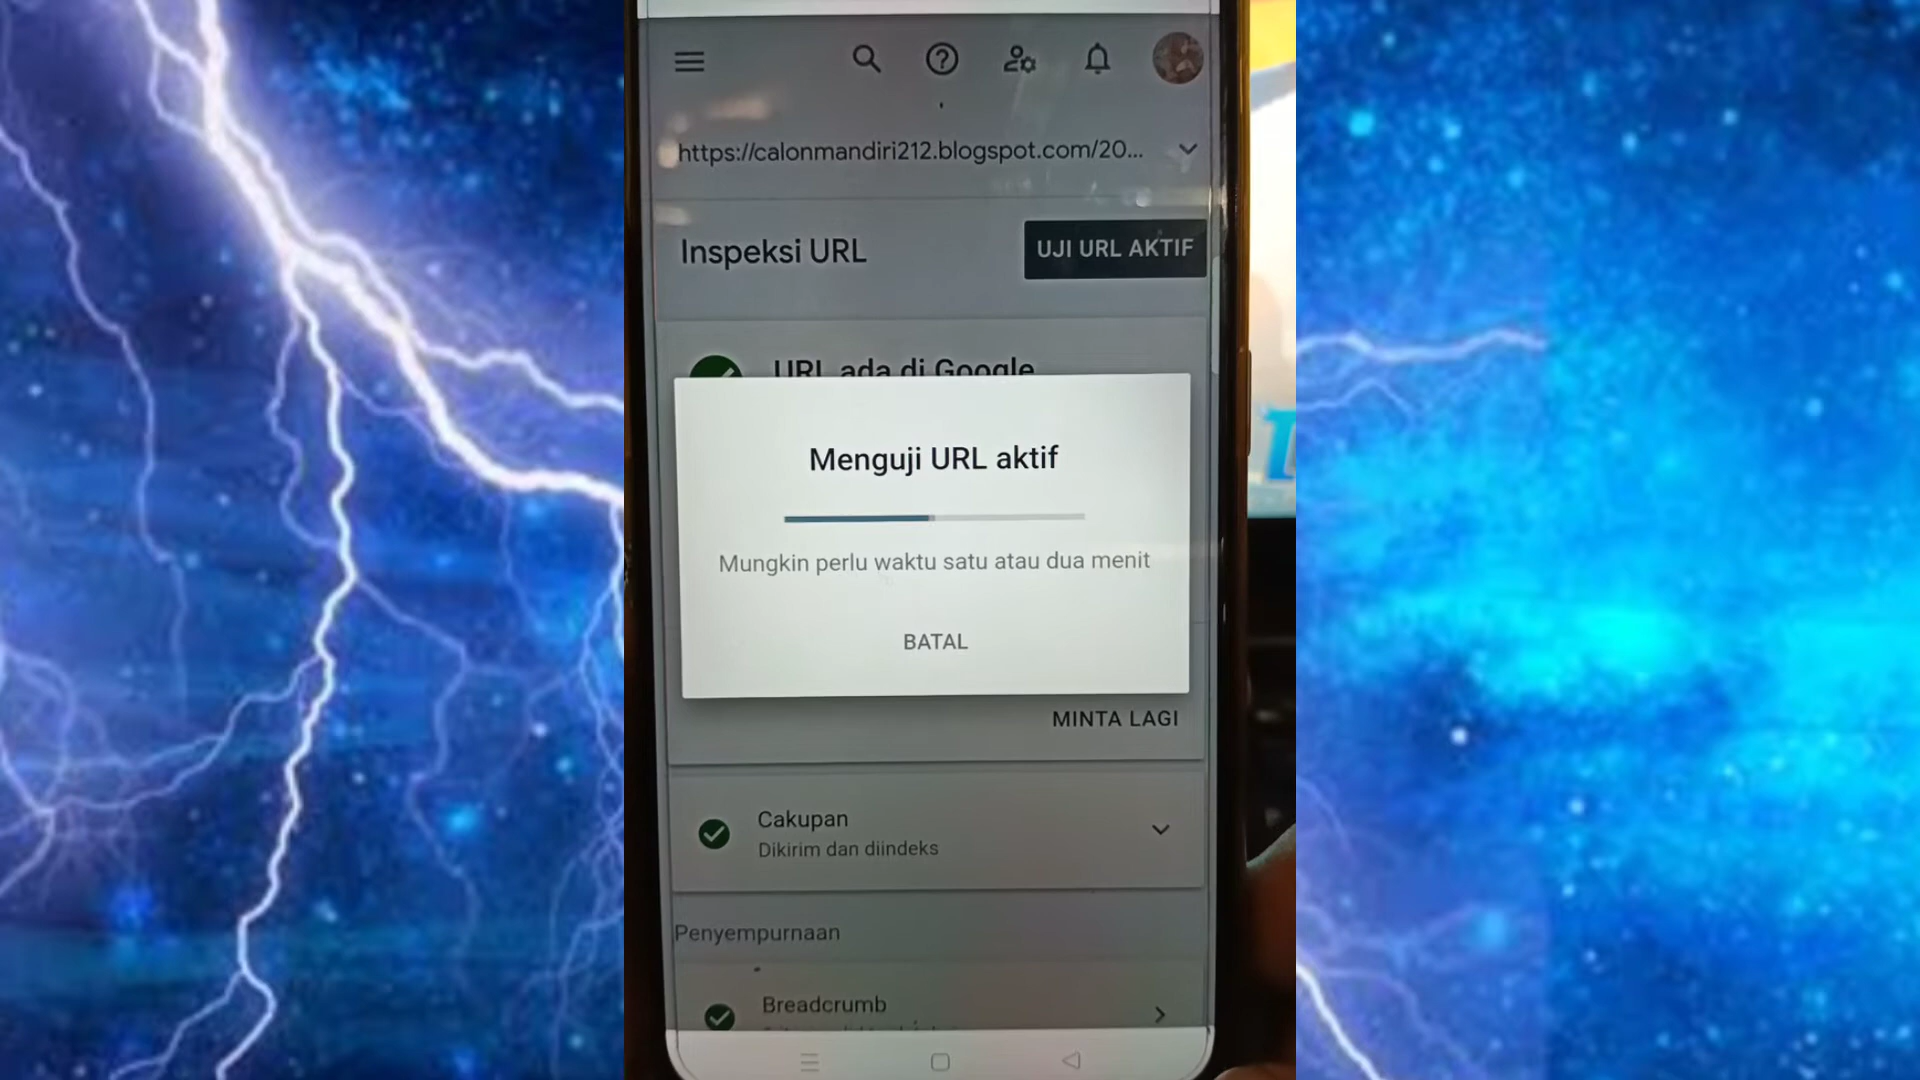 https://calonmandiri212.blogspot.com/20...
Inspeksi URL
UJI URL AKTIF
URL ada di Google
Menguji URL aktif
Mungkin perlu waktu satu atau dua menit
BATAL
MINTA LAGI
Cakupan
Dikirim dan diindeks
Penyempurnaan
Breadcrumb